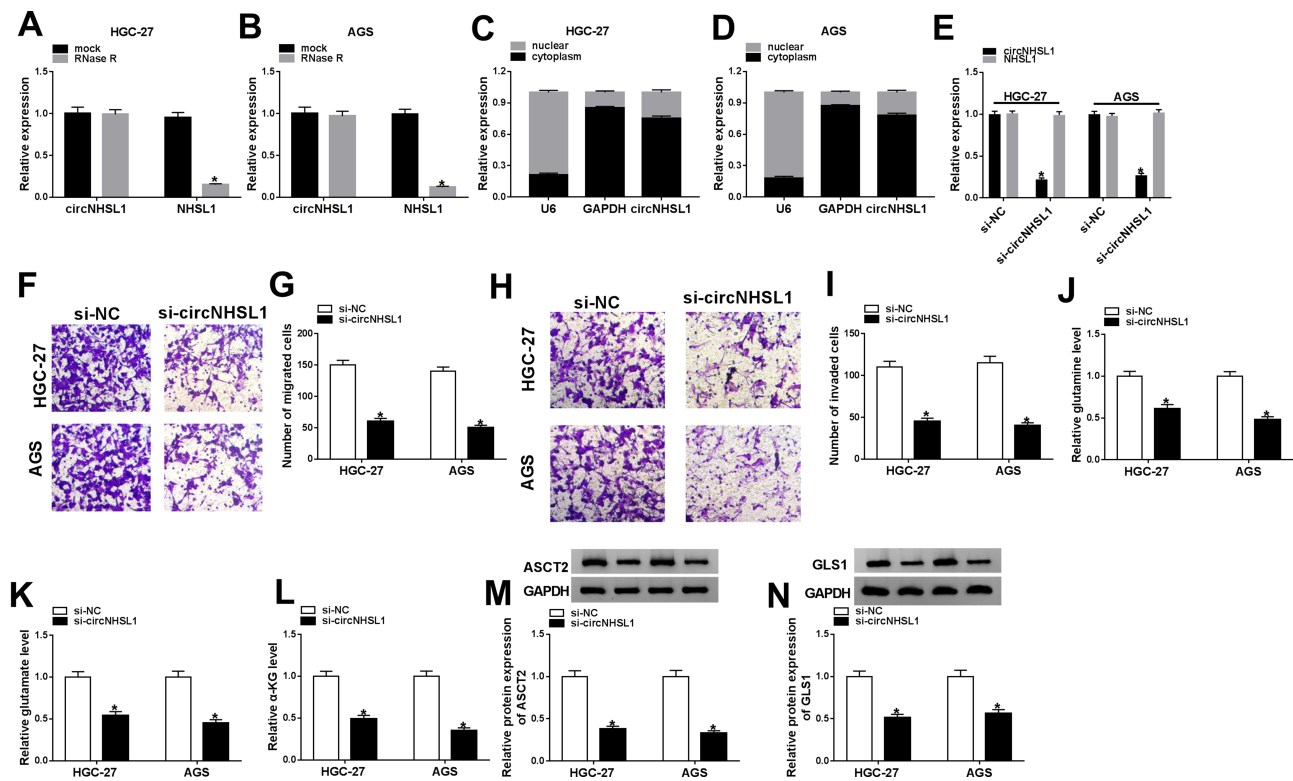 A
HGC-27
mock
RNase R
Relative expression
1.5
1.0
0.5
0.0
*
circNHSL1
NHSL1
B
AGS
mock
RNase R
Relative expression
1.5
1.0
0.5
0.0
*
circNHSL1
NHSL1
C
HGC-27
nuclear
cytoplasm
Relative expression
1.2
0.9
0.6
0.3
0.0
U6
GAPDH
circNHSL1
D
AGS
nuclear
cytoplasm
Relative expression
1.2
0.9
0.6
0.3
0.0
U6
GAPDH
circNHSL1
E
circNHSL1
NHSL1
HGC-27
AGS
Relative expression
1.5
1.0
0.5
0.0
*
*
si-NC
si-circNHSL1
si-NC
si-circNHSL1
F
si-NC
si-circNHSL1
HGC-27
AGS
G
si-NC
si-circNHSL1
Number of migrated cells
200
150
100
50
0
*
*
HGC-27
AGS
H
si-NC
si-circNHSL1
HGC-27
AGS
I
si-NC
si-circNHSL1
Number of invaded cells
150
100
50
0
*
*
HGC-27
AGS
J
si-NC
si-circNHSL1
Relative glutamine level
1.5
1.0
0.5
0.0
*
*
HGC-27
AGS
K
si-NC
si-circNHSL1
Relative glutamate level
1.5
1.0
0.5
0.0
*
*
HGC-27
AGS
L
si-NC
si-circNHSL1
Relative α-KG level
1.5
1.0
0.5
0.0
*
*
HGC-27
AGS
M
ASCT2
GAPDH
si-NC
si-circNHSL1
Relative protein expression
of ASCT2
1.5
1.0
0.5
0.0
*
*
HGC-27
AGS
N
GLS1
GAPDH
si-NC
si-circNHSL1
Relative protein expression
of GLS1
1.5
1.0
0.5
0.0
*
*
HGC-27
AGS